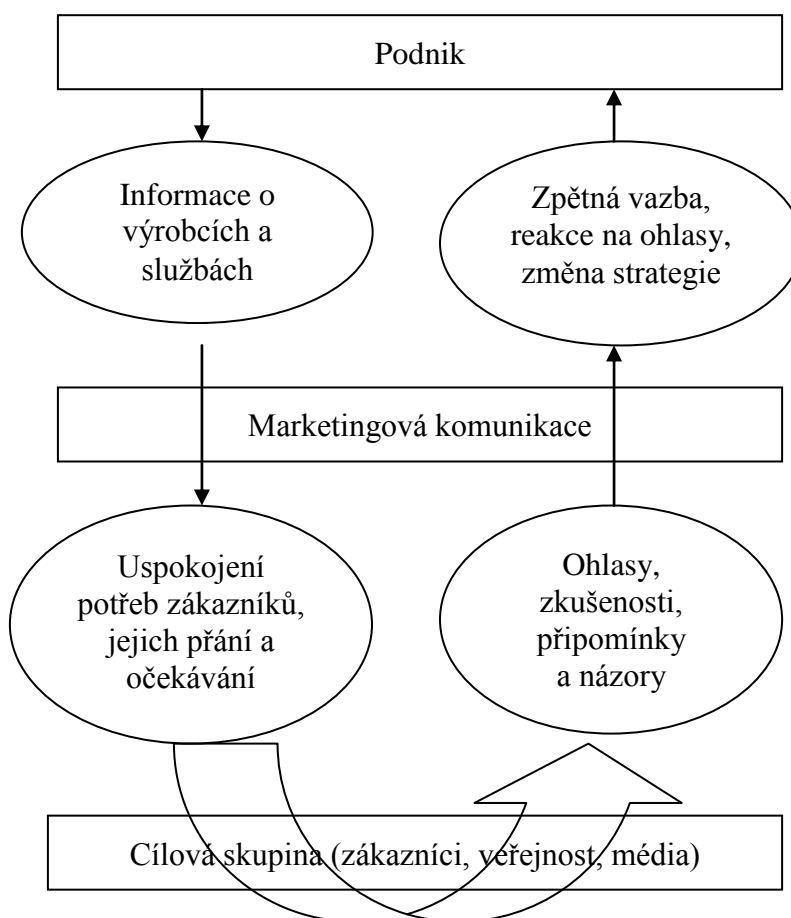 Podnik
Informace o
výrobcích a
službách
Zpětná vazba,
reakce na ohlasy,
změna strategie
Marketingová komunikace
Uspokojení
potřeb zákazníků,
jejich přání a
očekávání
Ohlasy,
zkušenosti,
připomínky
a názory
Cílová skupina (zákazníci, veřejnost, média)